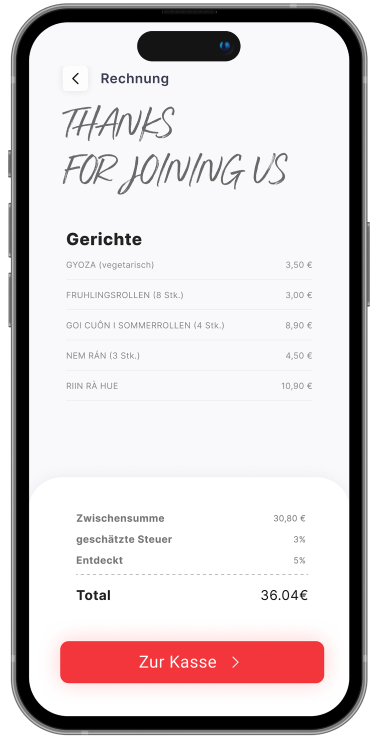 Rechnung
THANKS
FOR JOINING US
Gerichte
GYOZA (vegetarisch) 3,50 €
FRUHLINGSROLLEN (8 Stk.) 3,00 €
GOI CUÔN I SOMMERROLLEN (4 Stk.) 8,90 €
NEM RÁN (3 Stk.) 4,50 €
RIIN RÀ HUE 10,90 €
Zwischensumme 30,80 €
geschätzte Steuer 3%
Entdeckt 5%
Total 36.04€
Zur Kasse